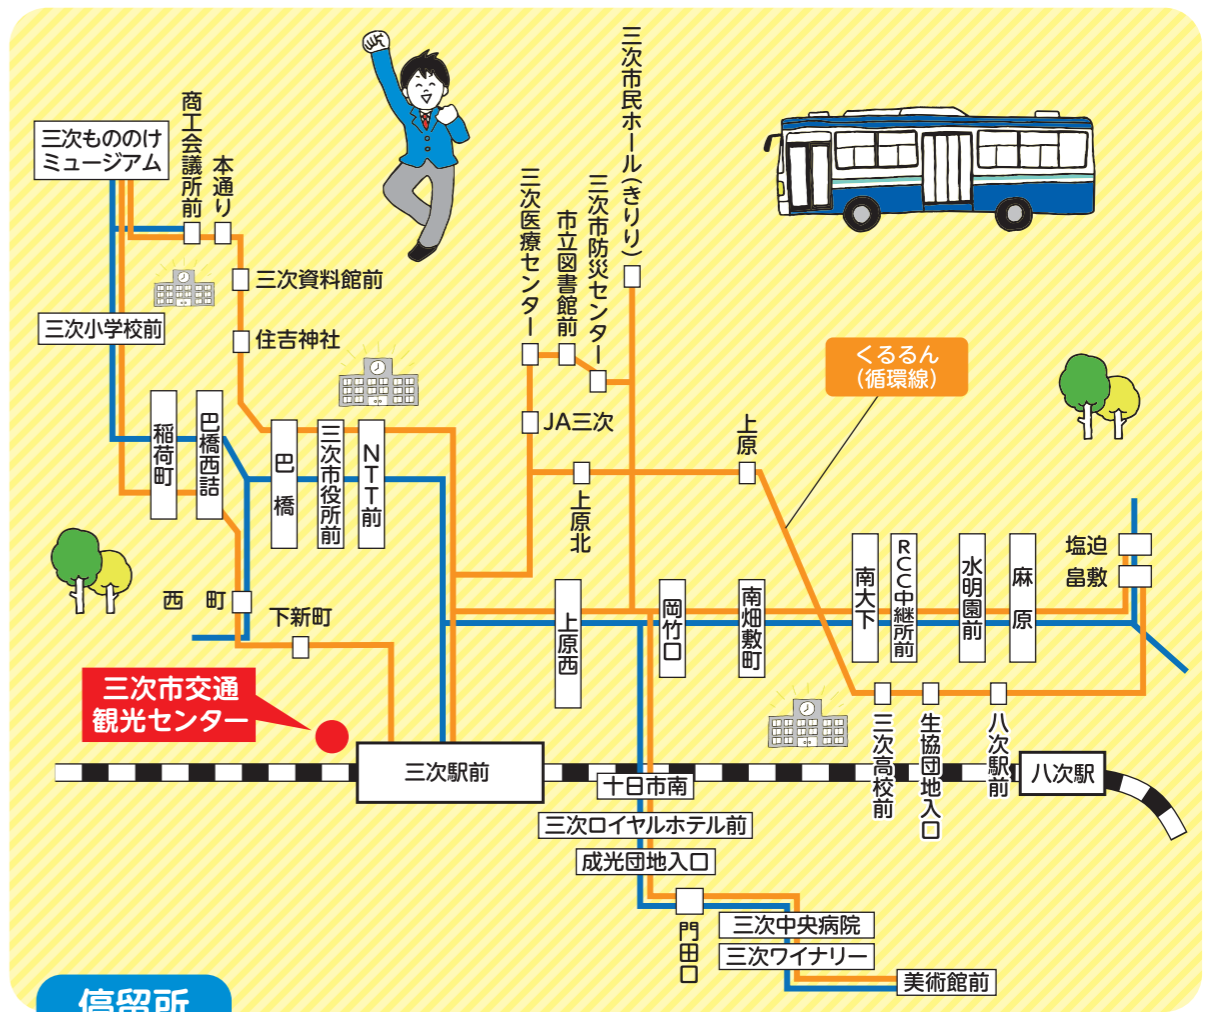 三次もののけ
ミュージアム
商工会議所前
本通り
三次資料館前
住吉神社
三次小学校前
稲荷町
巴橋西詰
巴橋
三次市役所前
NTT前
西町
下新町
三次市交通
観光センター
三次駅前
三次医療センター
市立図書館前
三次市防災センター
三次市民ホール(きりり)
JA三次
上原北
上原
くるるん
(循環線)
上原西
岡竹口
南畑敷町
南大下
RCC中継所前
水明園前
麻原
塩迫
畠敷
三次高校前
生協団地入口
八次駅前
八次駅
十日市南
三次ロイヤルホテル前
成光団地入口
門田口
三次中央病院
三次ワイナリー
美術館前
停留所